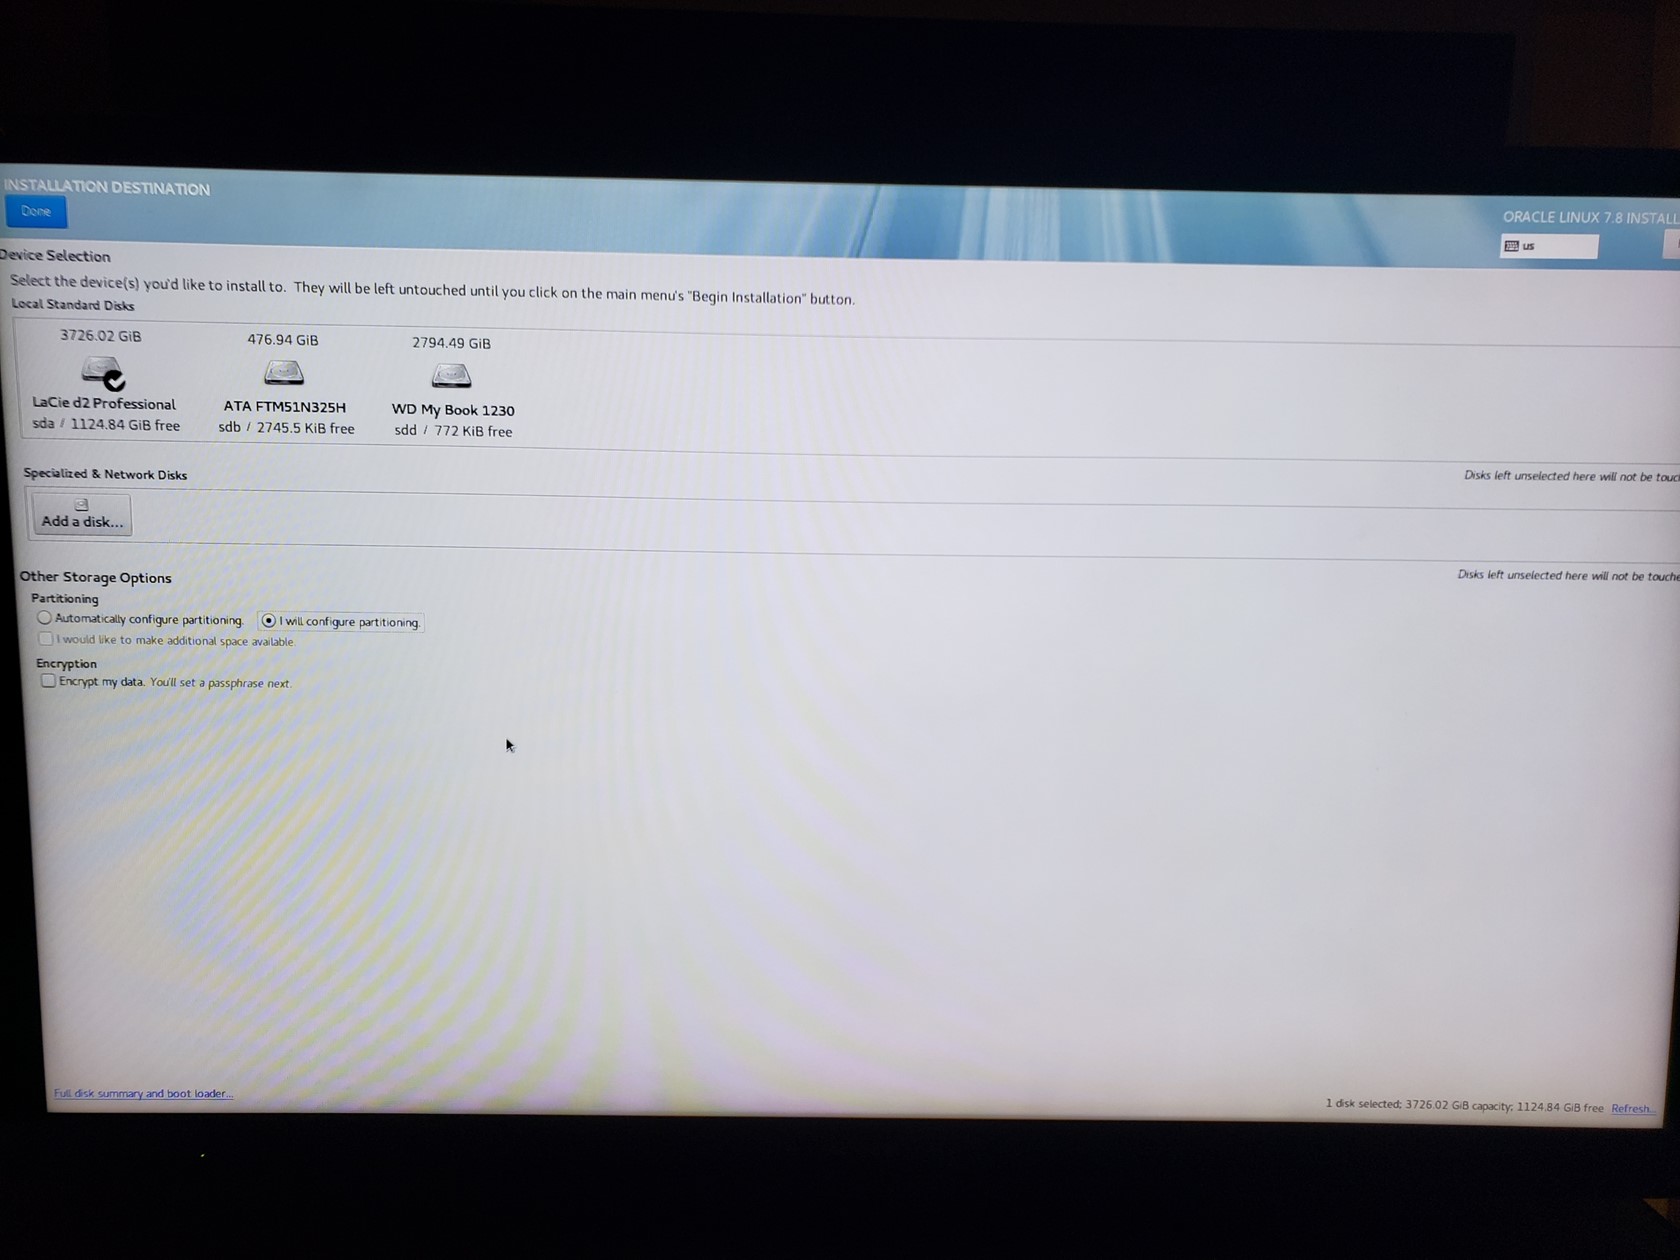 INSTALLATION DESTINATION
Done
ORACLE LINUX 7.8 INSTALL
us
Device Selection
Select the device(s) you'd like to install to. They will be left untouched until you click on the main menu's "Begin Installation" button.
Local Standard Disks
3726.02 GiB
LaCie d2 Professional
sda / 1124.84 GiB free
476.94 GiB
ATA FTM51N325H
sdb / 2745.5 KiB free
2794.49 GiB
WD My Book 1230
sdd / 772 KiB free
Disks left unselected here will not be touc
Specialized & Network Disks
Add a disk...
Disks left unselected here will not be touche
Other Storage Options
Partitioning
Automatically configure partitioning. I will configure partitioning.
I would like to make additional space available.
Encryption
Encrypt my data. You'll set a passphrase next.
Full disk summary and boot loader...
1 disk selected; 3726.02 GiB capacity; 1124.84 GiB free Refresh...